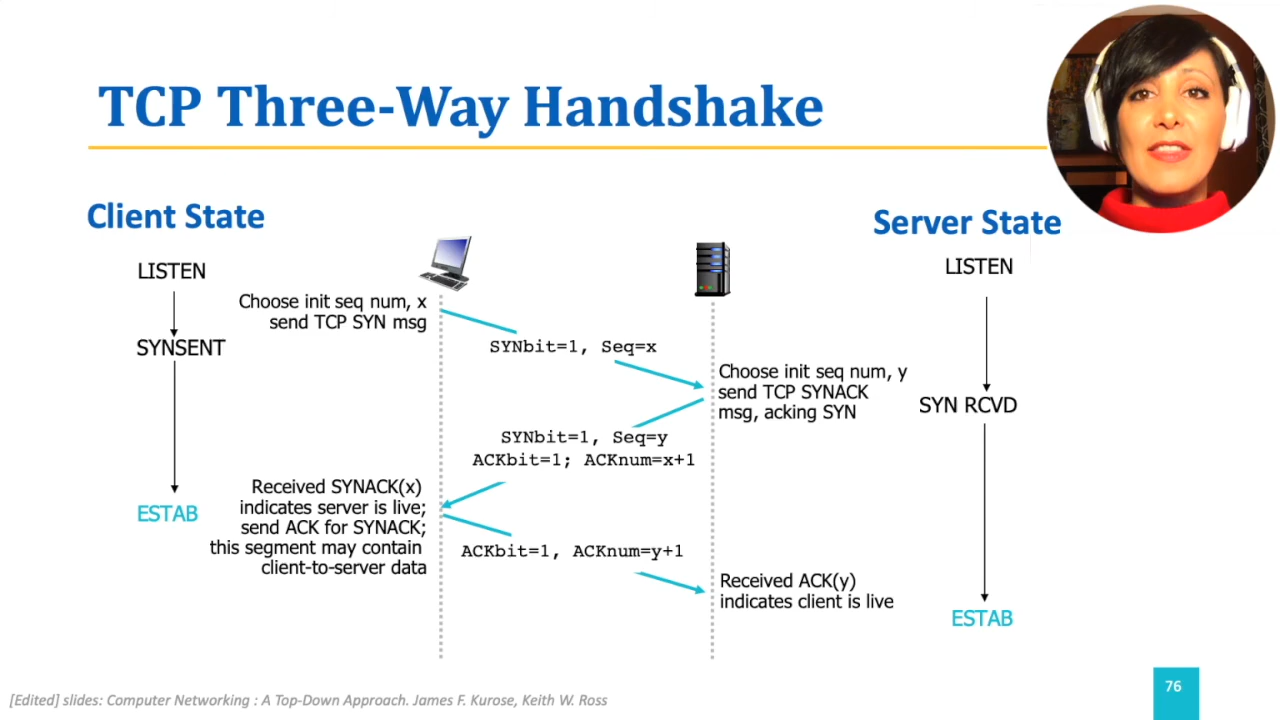 TCP Three-Way Handshake
Client State
Server State
LISTEN
LISTEN
Choose init seq num, x
send TCP SYN msg
SYNSENT
SYNbit=1, Seq=x
Choose init seq num, y
send TCP SYNACK
msg, acking SYN
SYN RCVD
SYNbit=1, Seq=y
ACKbit=1; ACKnum=x+1
Received SYNACK(x)
indicates server is live;
send ACK for SYNACK;
this segment may contain
client-to-server data
ESTAB
ACKbit=1, ACKnum=y+1
Received ACK(y)
indicates client is live
ESTAB
[Edited] slides: Computer Networking : A Top-Down Approach. James F. Kurose, Keith W. Ross
76